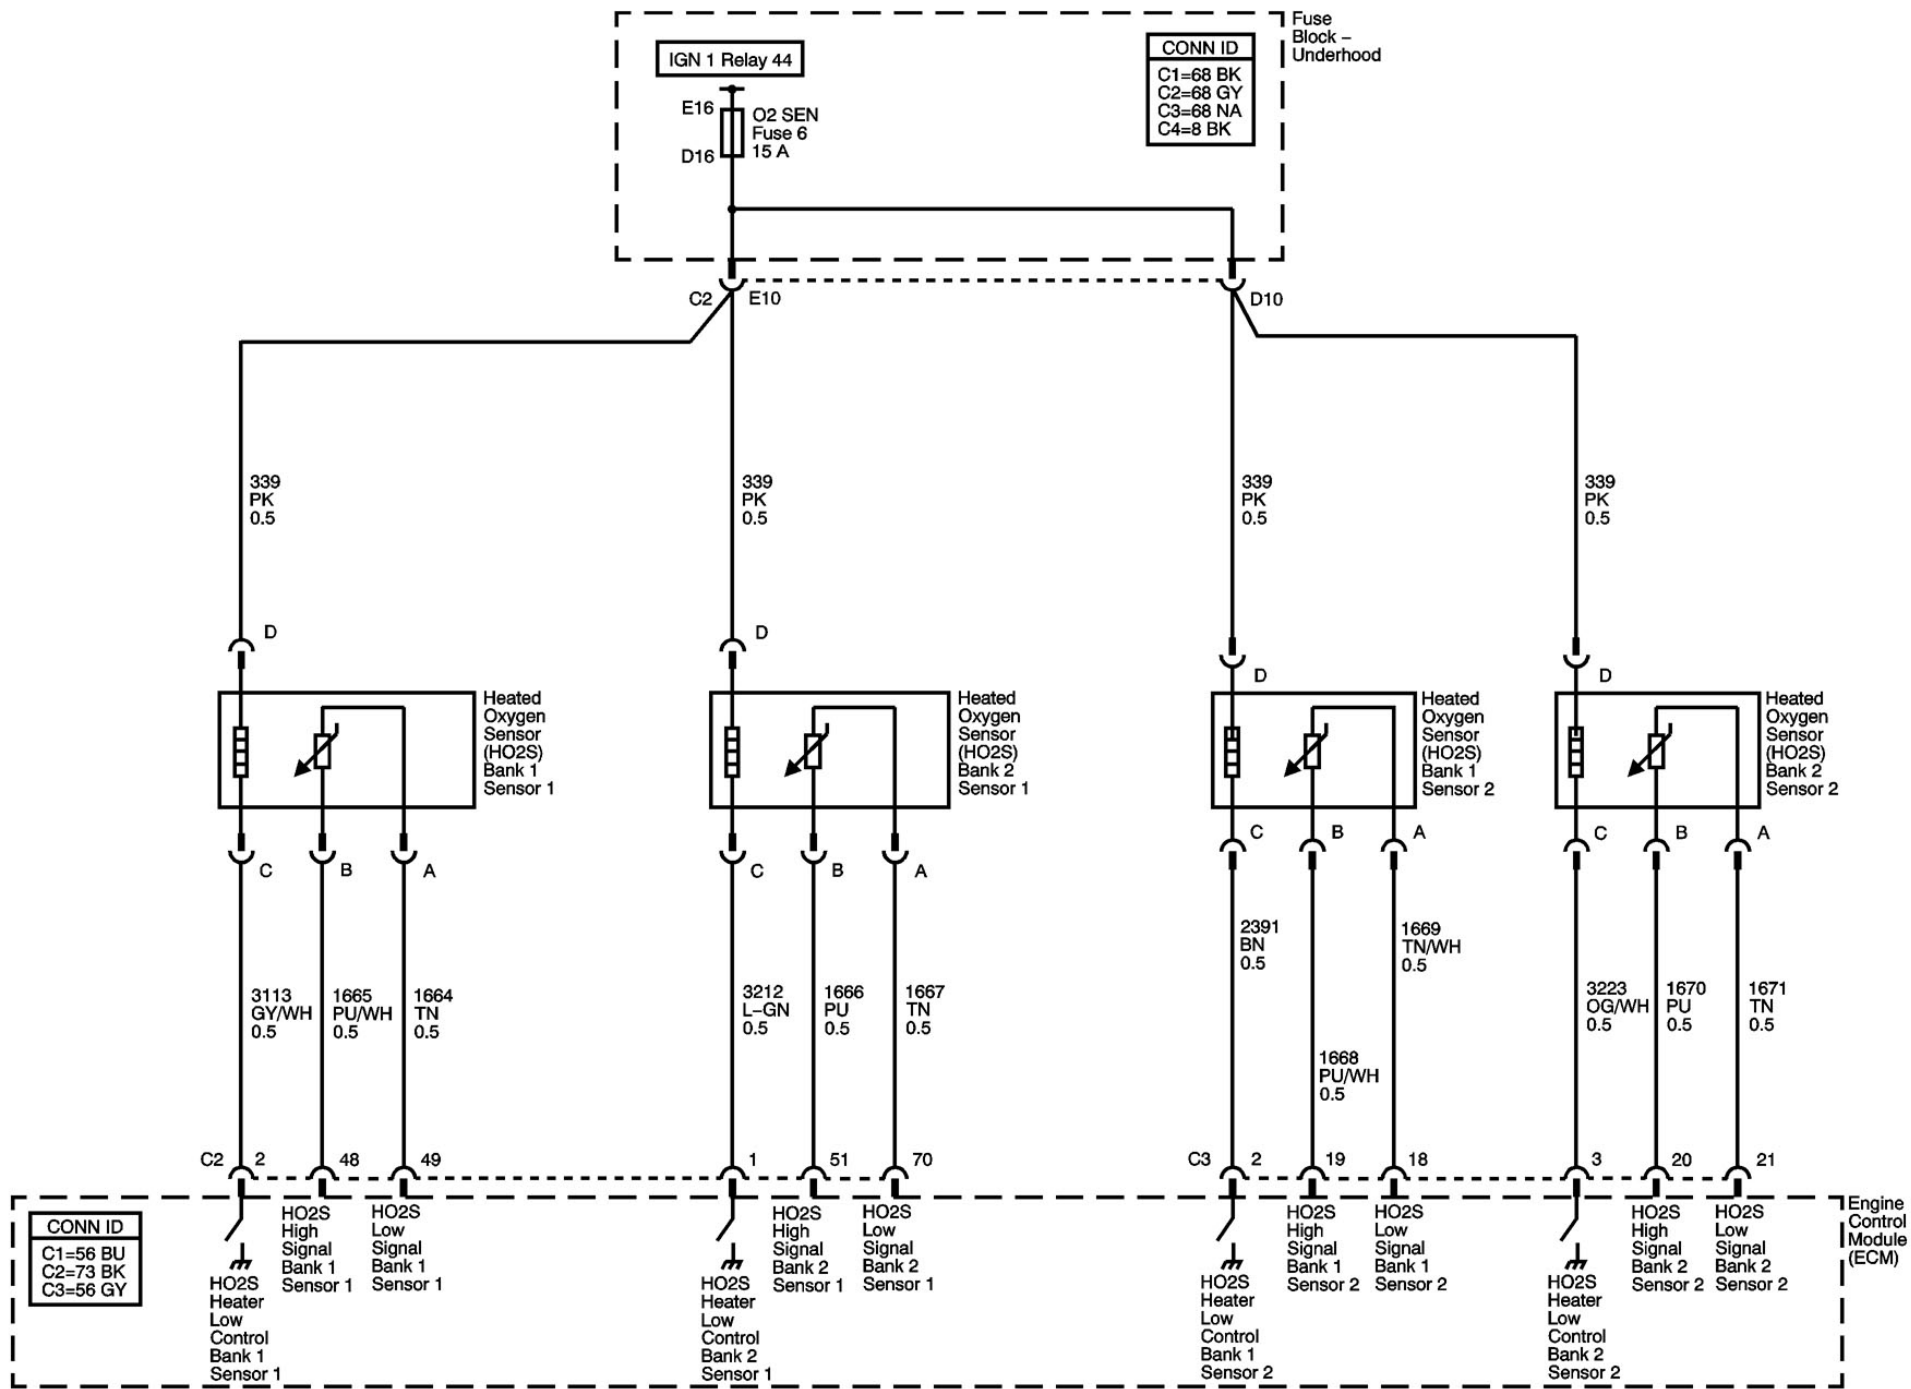 Fuse
Block –
Underhood
IGN 1 Relay 44
CONN ID
C1=68 BK
C2=68 GY
C3=68 NA
C4=8 BK
E16
O2 SEN
Fuse 6
15 A
D16
C2
E10
D10
339
PK
0.5
339
PK
0.5
339
PK
0.5
339
PK
0.5
D
D
D
D
Heated
Oxygen
Sensor
(HO2S)
Bank 1
Sensor 1
Heated
Oxygen
Sensor
(HO2S)
Bank 2
Sensor 1
Heated
Oxygen
Sensor
(HO2S)
Bank 1
Sensor 2
Heated
Oxygen
Sensor
(HO2S)
Bank 2
Sensor 2
C
B
A
C
B
A
C
B
A
C
B
A
3113
GY/WH
0.5
1665
PU/WH
0.5
1664
TN
0.5
3212
L–GN
0.5
1666
PU
0.5
1667
TN
0.5
2391
BN
0.5
1668
PU/WH
0.5
1669
TN/WH
0.5
3223
OG/WH
0.5
1670
PU
0.5
1671
TN
0.5
C2
2
48
49
1
51
70
C3
2
19
18
3
20
21
CONN ID
C1=56 BU
C2=73 BK
C3=56 GY
HO2S
Heater
Low
Control
Bank 1
Sensor 1
HO2S
High
Signal
Bank 1
Sensor 1
HO2S
Low
Signal
Bank 1
Sensor 1
HO2S
Heater
Low
Control
Bank 2
Sensor 1
HO2S
High
Signal
Bank 2
Sensor 1
HO2S
Low
Signal
Bank 2
Sensor 1
HO2S
Heater
Low
Control
Bank 1
Sensor 2
HO2S
High
Signal
Bank 1
Sensor 2
HO2S
Low
Signal
Bank 1
Sensor 2
HO2S
Heater
Low
Control
Bank 2
Sensor 2
HO2S
High
Signal
Bank 2
Sensor 2
HO2S
Low
Signal
Bank 2
Sensor 2
Engine
Control
Module
(ECM)